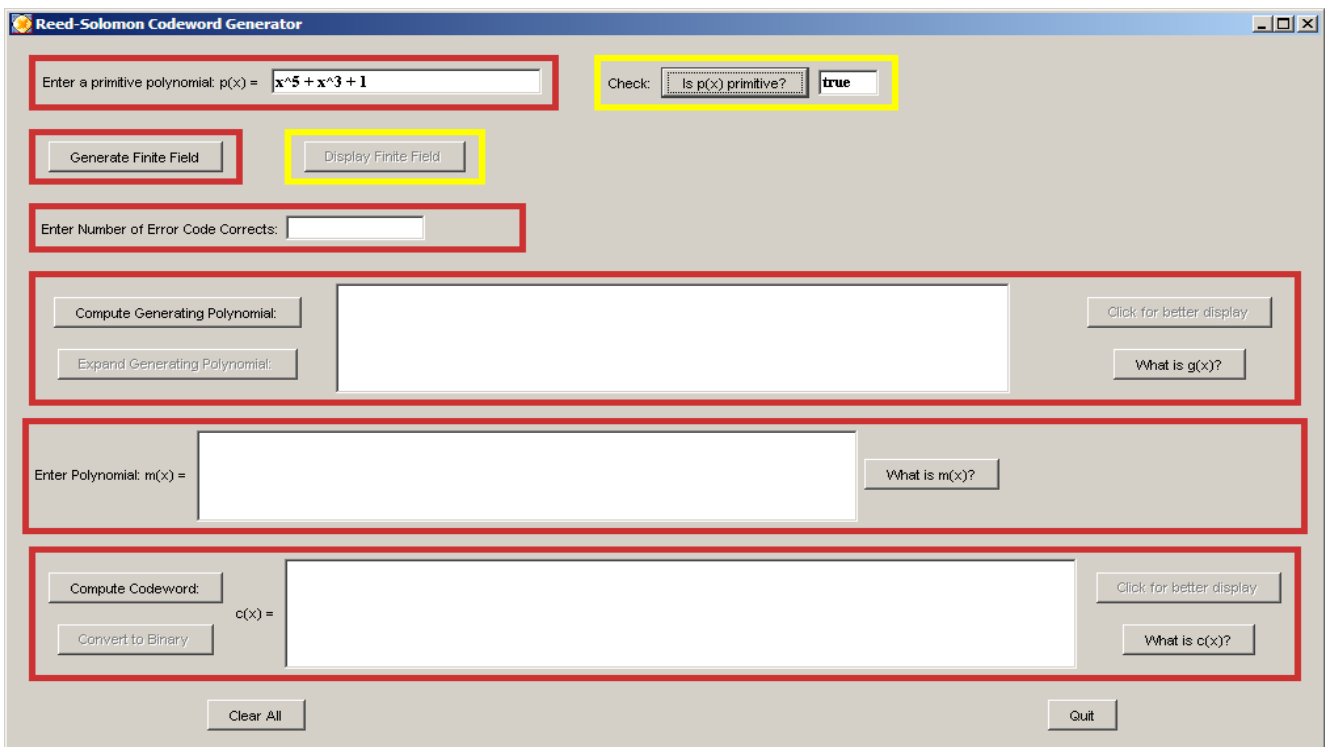 Reed-Solomon Codeword Generator
Enter a primitive polynomial: p(x) = x^5 + x^3 + 1 Check: Is p(x) primitive? true
Generate Finite Field Display Finite Field
Enter Number of Error Code Corrects:
Compute Generating Polynomial: Click for better display
Expand Generating Polynomial: What is g(x)?
Enter Polynomial: m(x) = What is m(x)?
Compute Codeword: Click for better display
c(x) =
Convert to Binary What is c(x)?
Clear All Quit